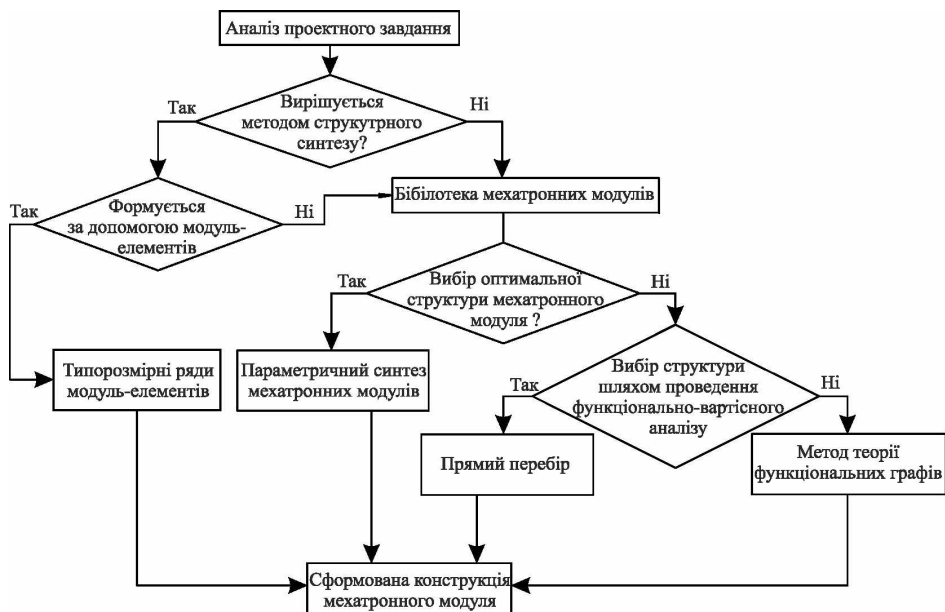 Аналіз проектного завдання
Так
Вирішується
методом струкутрного
синтезу?
Ні
Так
Формується
за допомогою модуль-
елементів
Ні
Бібілотека мехатронних модулів
Так
Вибір оптимальної
структури мехатронного
модуля ?
Ні
Типорозмірні ряди
модуль-елементів
Параметричний синтез
мехатронних модулів
Так
Вибір структури
шляхом проведення
функціонально-вартісного
аналізу
Ні
Прямий перебір
Метод теорії
функціональних графів
Сформована конструкція
мехатронного модуля